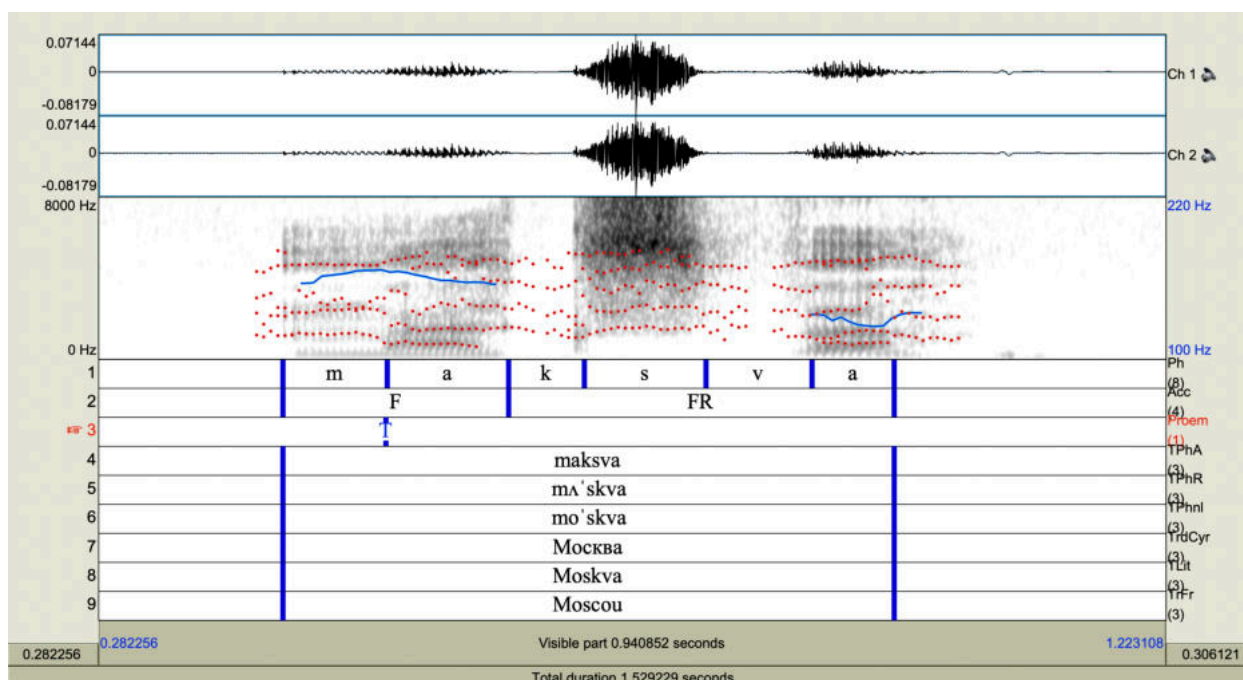 0.07144
0
-0.08179
Ch 1
0.07144
0
-0.08179
Ch 2
8000 Hz
220 Hz
0 Hz
100 Hz
1 m a k s v a Ph (8)
2 F FR Acc (4)
3 T Proem (1)
4 maksva TPhA (3)
5 mʌˈskva TPhR (3)
6 moˈskva TPhnl (3)
7 Москва TrdCyr (3)
8 Moskva TLit (3)
9 Moscou TrFr (3)
0.282256 Visible part 0.940852 seconds 1.223108
0.282256 0.306121
Total duration 1.529229 seconds